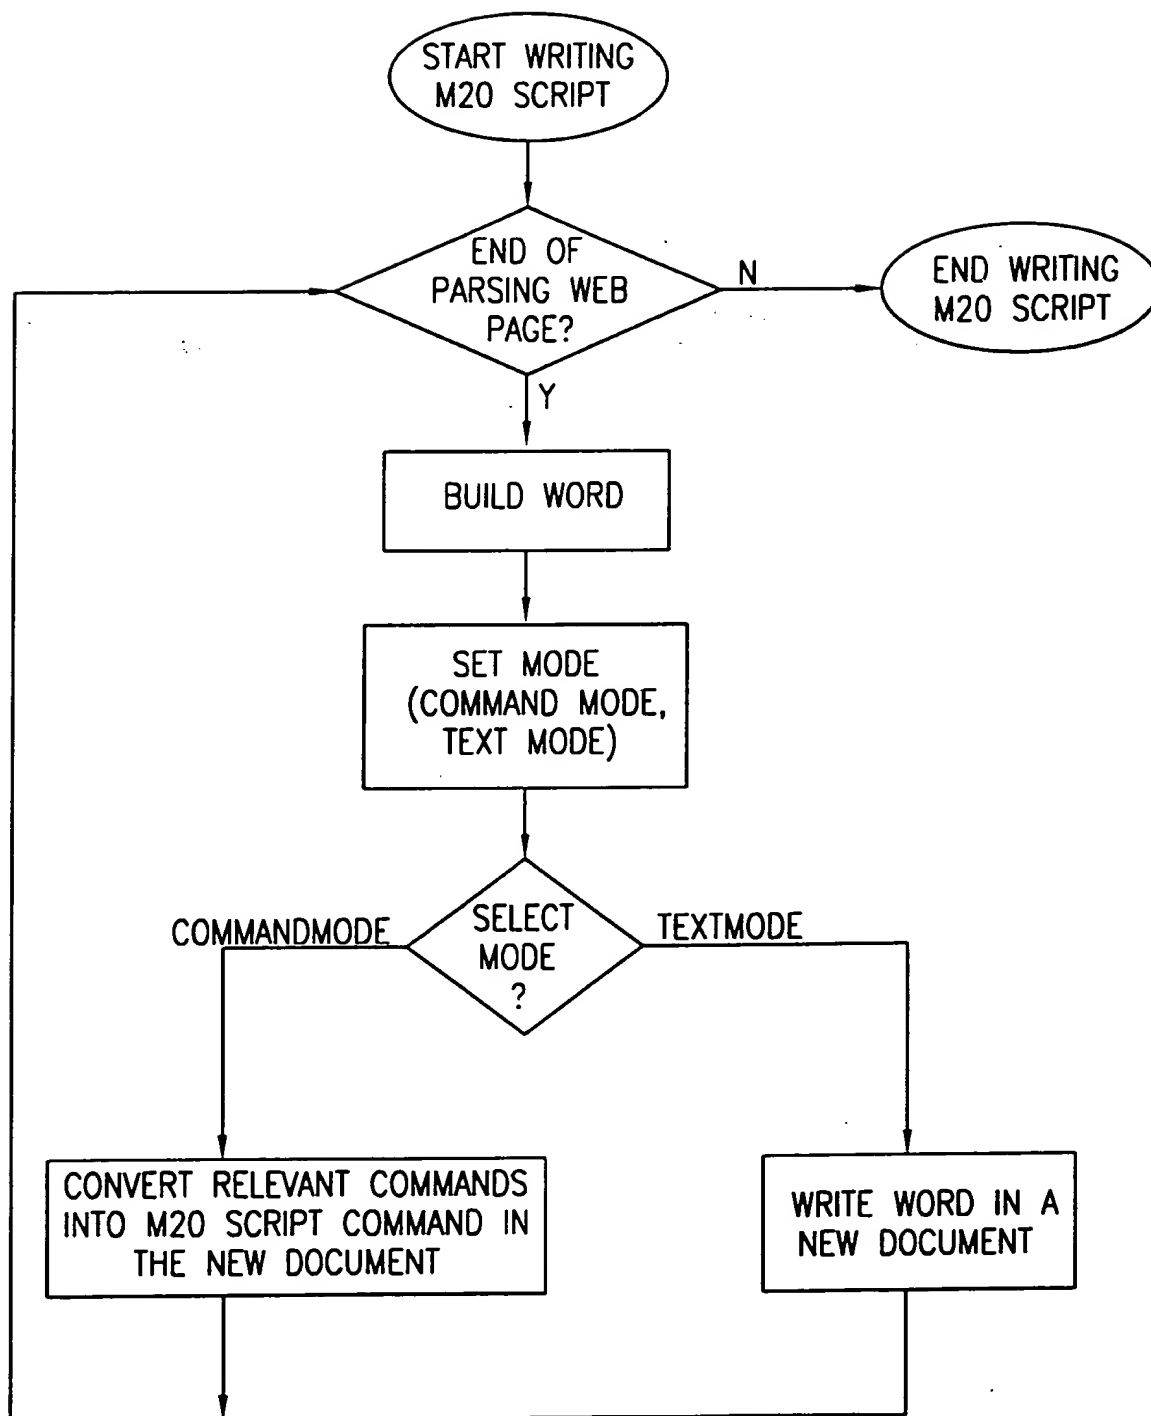 START WRITING
M20 SCRIPT
END OF
PARSING WEB
PAGE?
N
END WRITING
M20 SCRIPT
Y
BUILD WORD
SET MODE
(COMMAND MODE,
TEXT MODE)
COMMANDMODE
SELECT
MODE
?
TEXTMODE
CONVERT RELEVANT COMMANDS
INTO M20 SCRIPT COMMAND IN
THE NEW DOCUMENT
WRITE WORD IN A
NEW DOCUMENT